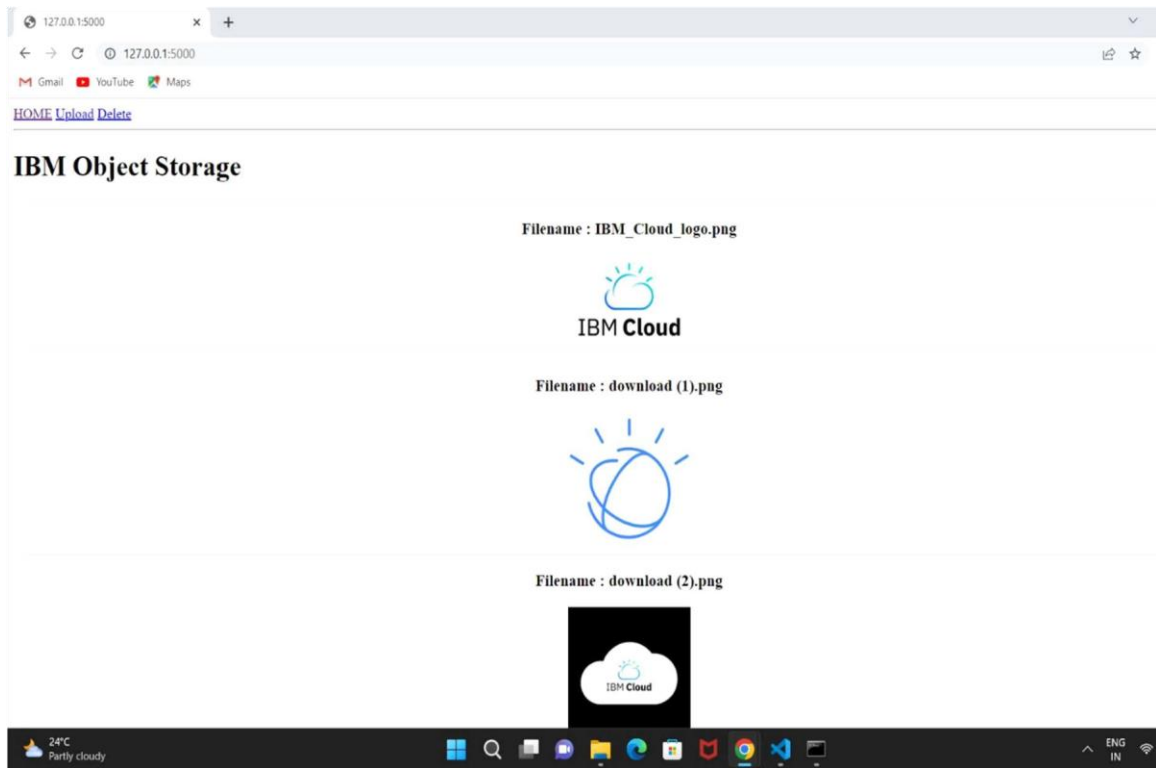 127.0.0.1:5000
127.0.0.1:5000
Gmail YouTube Maps
HOME Upload Delete
IBM Object Storage
Filename : IBM_Cloud_logo.png
IBM Cloud
Filename : download (1).png
Filename : download (2).png
IBM Cloud
24°C
Partly cloudy
ENG
IN